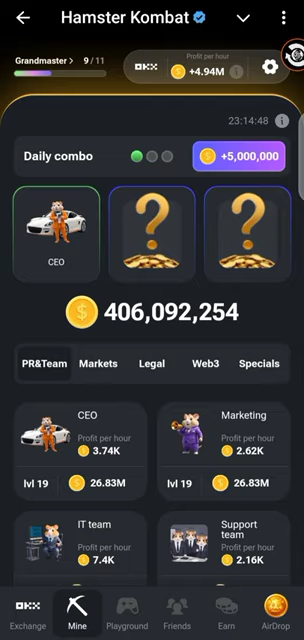 Hamster Kombat
Grandmaster > 9 / 11
OKX
Profit per hour
+4.94M
23:14:48
Daily combo
+5,000,000
CEO
406,092,254
PR&Team Markets Legal Web3 Specials
CEO
Profit per hour
3.74K
lvl 19 26.83M
Marketing
Profit per hour
2.62K
lvl 19 26.83M
IT team
Profit per hour
7.4K
Support
team
Profit per hour
2.16K
OKX
Exchange Mine Playground Friends Earn AirDrop